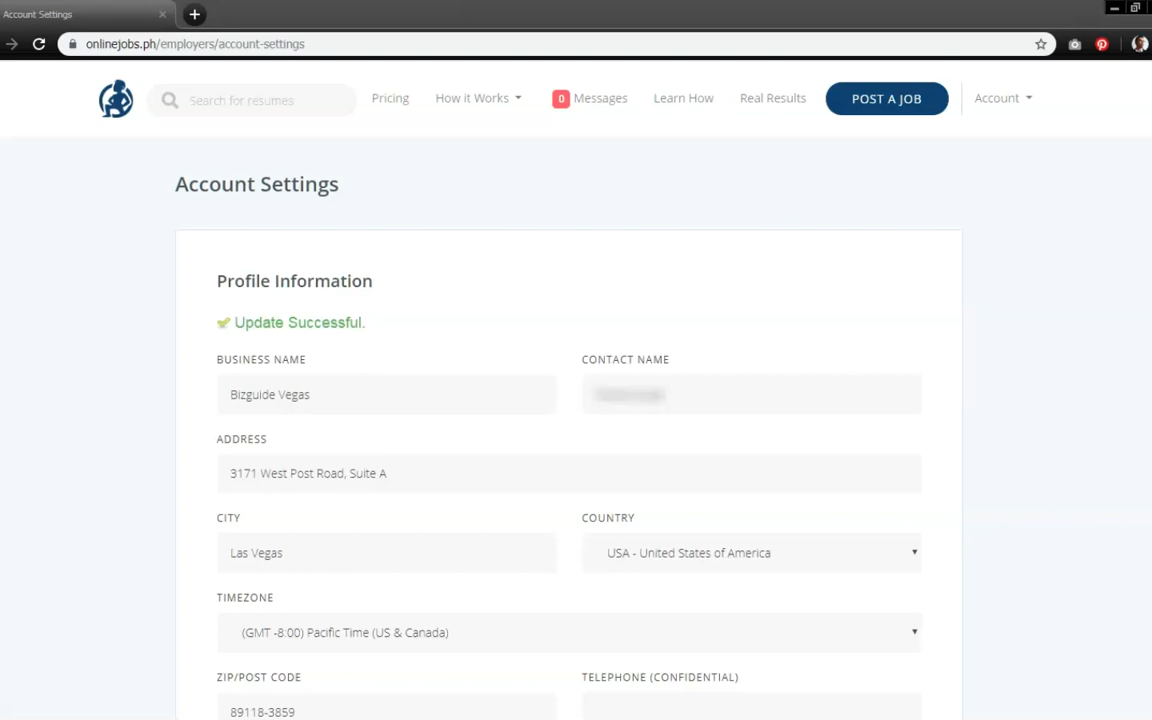 Account Settings
onlinejobs.ph/employers/account-settings
Search for resumes
Pricing
How it Works
0 Messages
Learn How
Real Results
POST A JOB
Account
Account Settings
Profile Information
Update Successful.
BUSINESS NAME
CONTACT NAME
Bizguide Vegas
ADDRESS
3171 West Post Road, Suite A
CITY
COUNTRY
Las Vegas
USA - United States of America
TIMEZONE
(GMT -8:00) Pacific Time (US & Canada)
ZIP/POST CODE
TELEPHONE (CONFIDENTIAL)
89118-3859